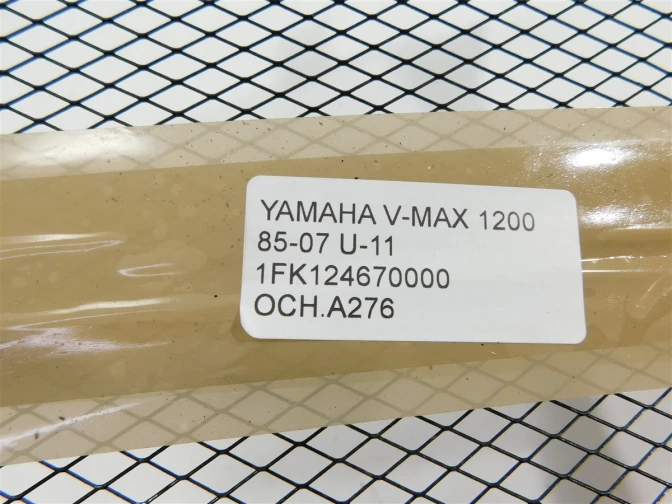 YAMAHA V-MAX 1200
85-07 U-11
1FK124670000
OCH.A276